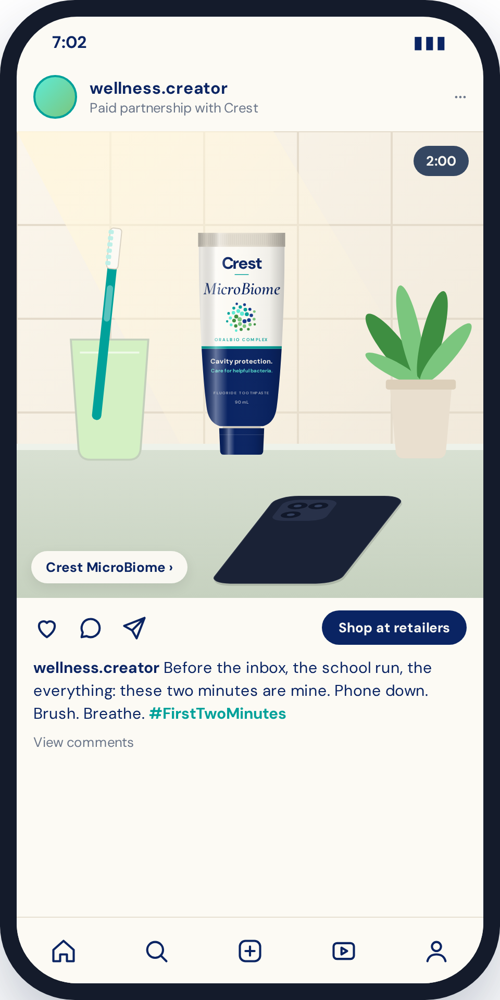 7:02
wellness.creator
Paid partnership with Crest
2:00
Crest
MicroBiome
ORALBIO COMPLEX
Cavity protection.
Care for helpful bacteria.
FLUORIDE TOOTHPASTE
90 mL
Crest MicroBiome ›
Shop at retailers
wellness.creator Before the inbox, the school run, the
everything: these two minutes are mine. Phone down.
Brush. Breathe. #FirstTwoMinutes
View comments